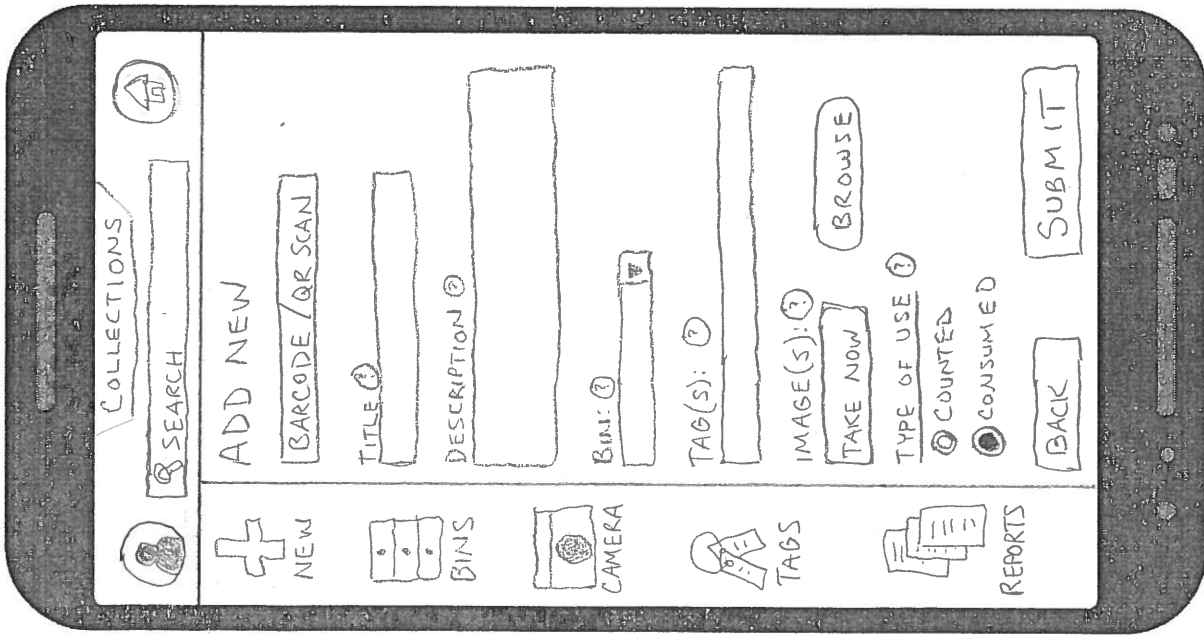 COLLECTIONS
SEARCH
NEW
BINS
CAMERA
TAGS
REPORTS
ADD NEW
BARCODE/QR SCAN
TITLE ?
DESCRIPTION ?
BIN: ?
TAG(S): ?
IMAGE(S): ?
TAKE NOW
BROWSE
TYPE OF USE ?
COUNTED
CONSUMED
BACK
SUBMIT